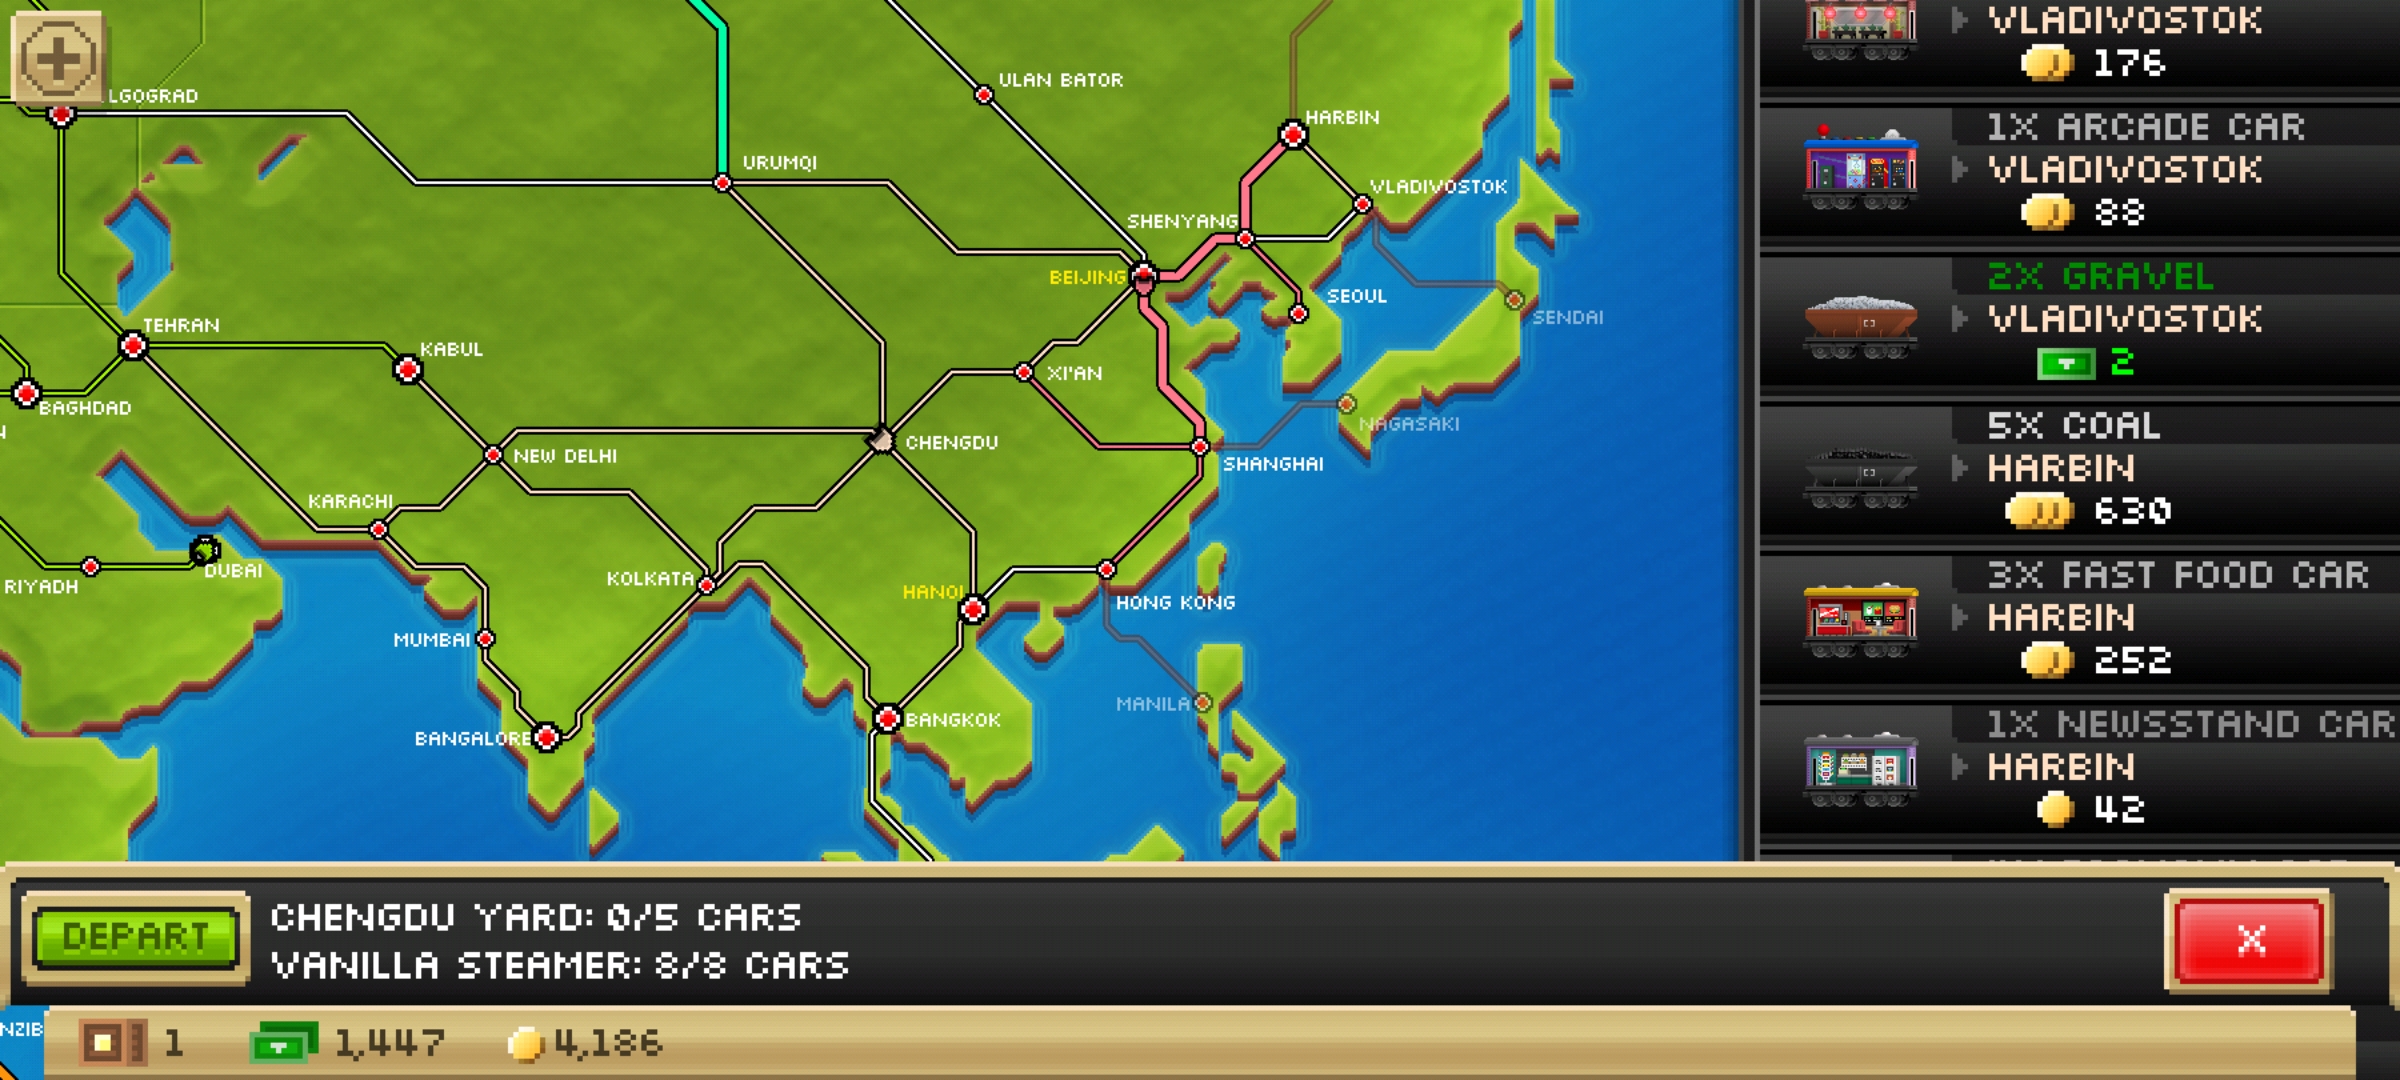 LGOGRAD
ULAN BATOR
HARBIN
URUMQI
VLADIVOSTOK
SHENYANG
BEIJING
SEOUL
SENDAI
TEHRAN
KABUL
XI'AN
BAGHDAD
NAGASAKI
CHENGDU
NEW DELHI
SHANGHAI
KARACHI
RIYADH
DUBAI
KOLKATA
HANOI
HONG KONG
MUMBAI
MANILA
BANGALORE
BANGKOK
VLADIVOSTOK
176
1X ARCADE CAR
VLADIVOSTOK
88
2X GRAVEL
VLADIVOSTOK
2
5X COAL
HARBIN
630
3X FAST FOOD CAR
HARBIN
252
1X NEWSSTAND CAR
HARBIN
42
DEPART
CHENGDU YARD: 0/5 CARS
VANILLA STEAMER: 8/8 CARS
X
NZIB
1
1,447
4,186